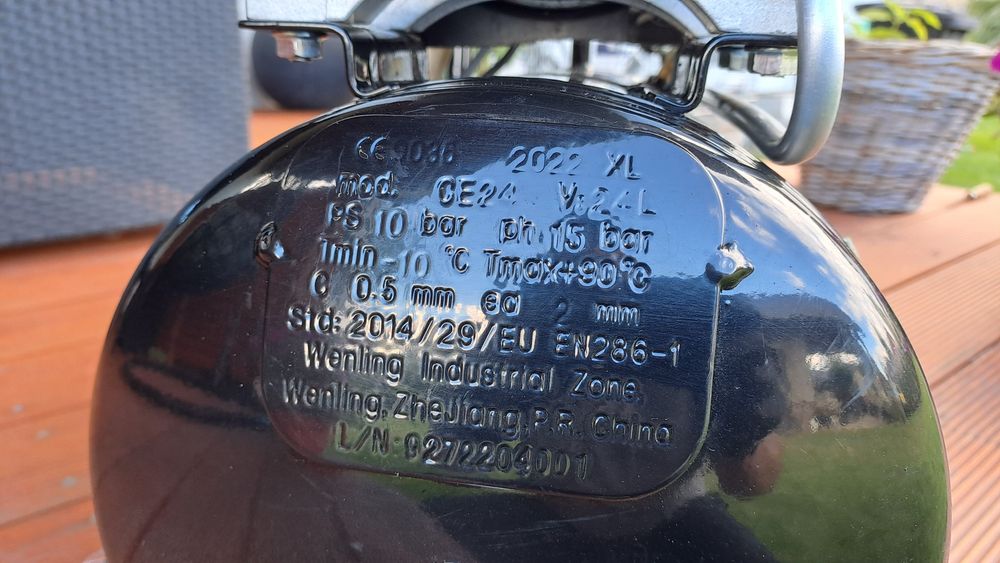 CE 0036 2022 XL
mod. CE24 V:24L
PS 10 bar ph 15 bar
Tmin-10 °C Tmax+90°C
C 0.5 mm ea 2 mm
Std: 2014/29/EU EN286-1
Wenling Industrial Zone,
Wenling, ZheJiang, P.R. China
L/N: 9272204001